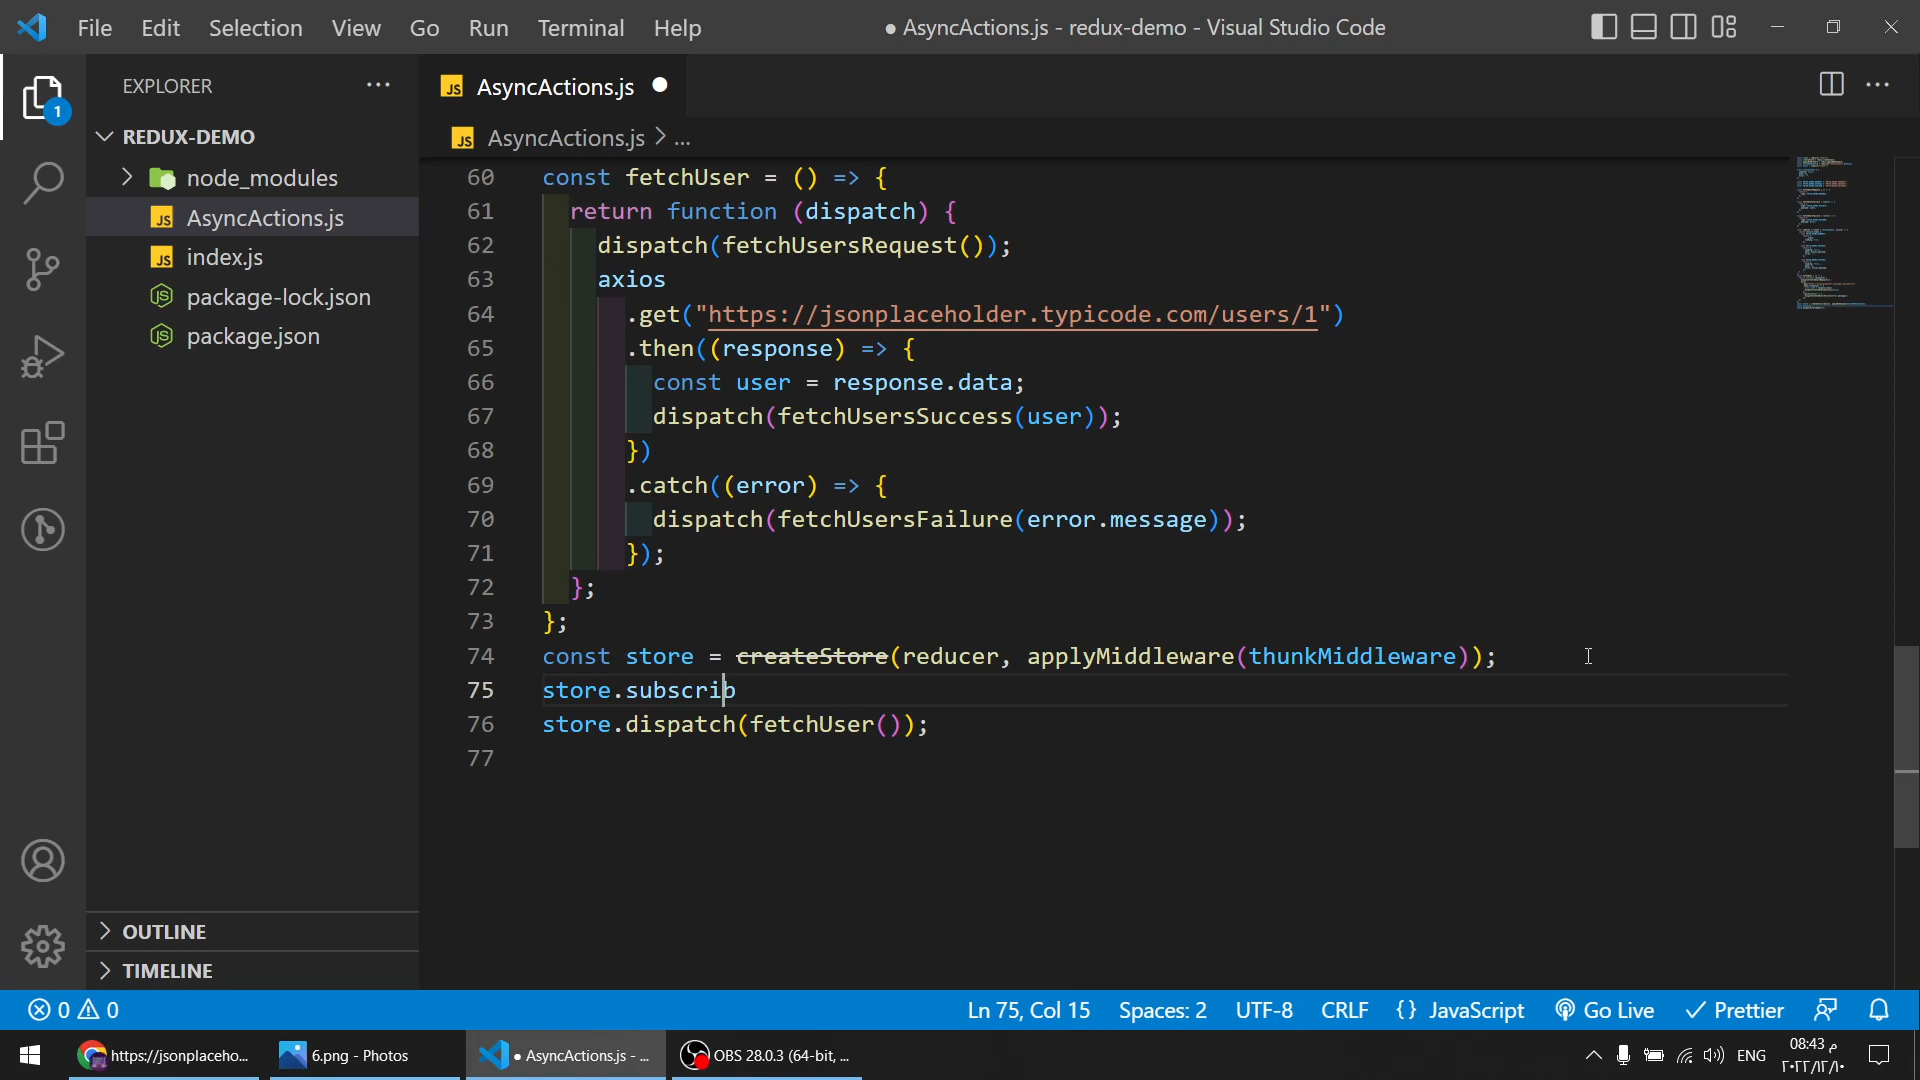 File Edit Selection View Go Run Terminal Help
● AsyncActions.js - redux-demo - Visual Studio Code
1
EXPLORER
REDUX-DEMO
node_modules
AsyncActions.js
index.js
package-lock.json
package.json
OUTLINE
TIMELINE
AsyncActions.js ●
AsyncActions.js > ...
60 const fetchUser = () => {
61 return function (dispatch) {
62 dispatch(fetchUsersRequest());
63 axios
64 .get("https://jsonplaceholder.typicode.com/users/1")
65 .then((response) => {
66 const user = response.data;
67 dispatch(fetchUsersSuccess(user));
68 })
69 .catch((error) => {
70 dispatch(fetchUsersFailure(error.message));
71 });
72 };
73 };
74 const store = createStore(reducer, applyMiddleware(thunkMiddleware));
75 store.subscrib
76 store.dispatch(fetchUser());
77
0 0 Ln 75, Col 15 Spaces: 2 UTF-8 CRLF {} JavaScript Go Live Prettier
https://jsonplaceho... 6.png - Photos ● AsyncActions.js - ... OBS 28.0.3 (64-bit, ... ENG
08:43 م